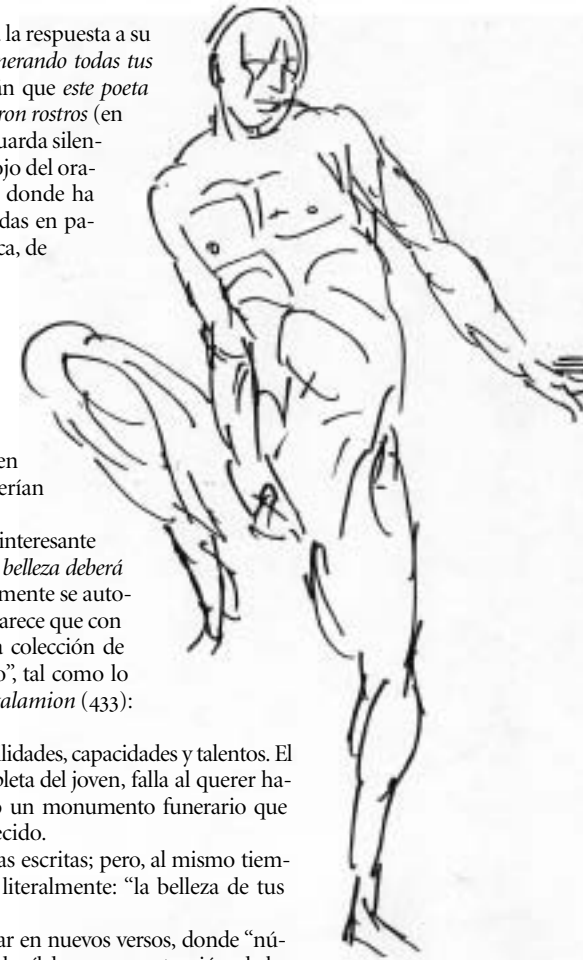 la respuesta a su
nerando todas tus
án que este poeta
ron rostros (en
uarda silen-
ojo del ora-
donde ha
das en pa-
ca, de
en
erían
interesante
belleza deberá
mente se auto-
arece que con
a colección de
o”, tal como lo
alamion (433):
ilidades, capacidades y talentos. El
pleta del joven, falla al querer ha-
o un monumento funerario que
ecido.
as escritas; pero, al mismo tiem-
literalmente: “la belleza de tus
ar en nuevos versos, donde “nú-